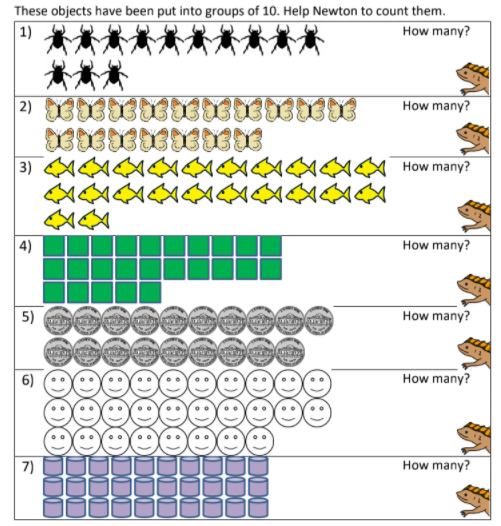 These objects have been put into groups of 10. Help Newton to count them.
1) How many?
2) How many?
3) How many?
4) How many?
5) How many?
6) How many?
7) How many?